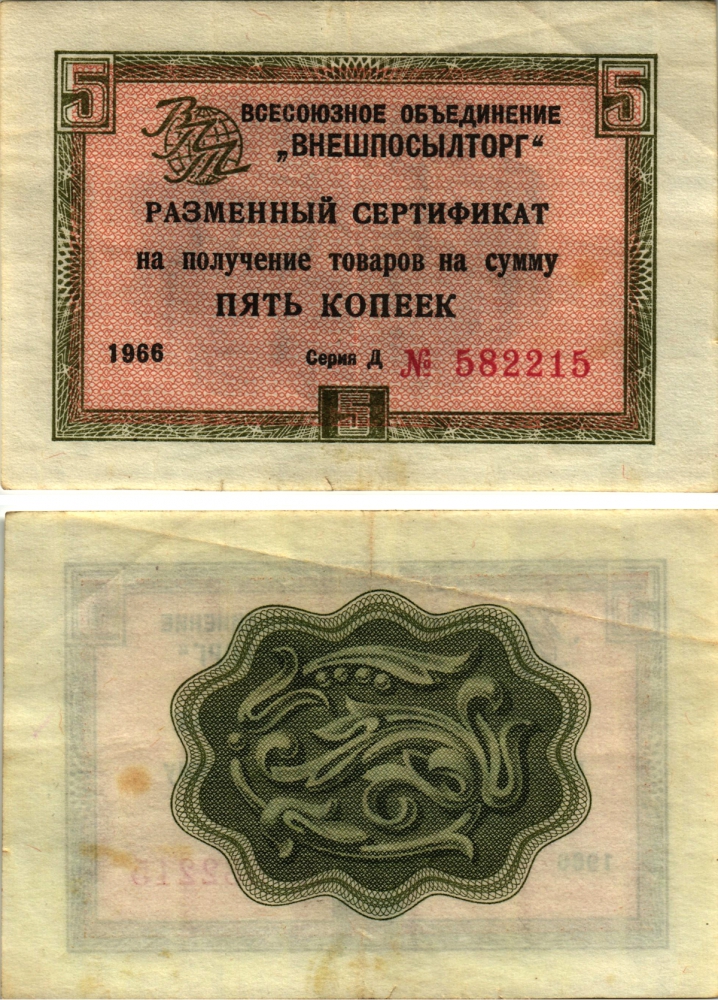 5 5
ВПТ
ВСЕСОЮЗНОЕ ОБЪЕДИНЕНИЕ
„ВНЕШПОСЫЛТОРГ“
РАЗМЕННЫЙ СЕРТИФИКАТ
на получение товаров на сумму
ПЯТЬ КОПЕЕК
1966 Серия Д № 582215
5